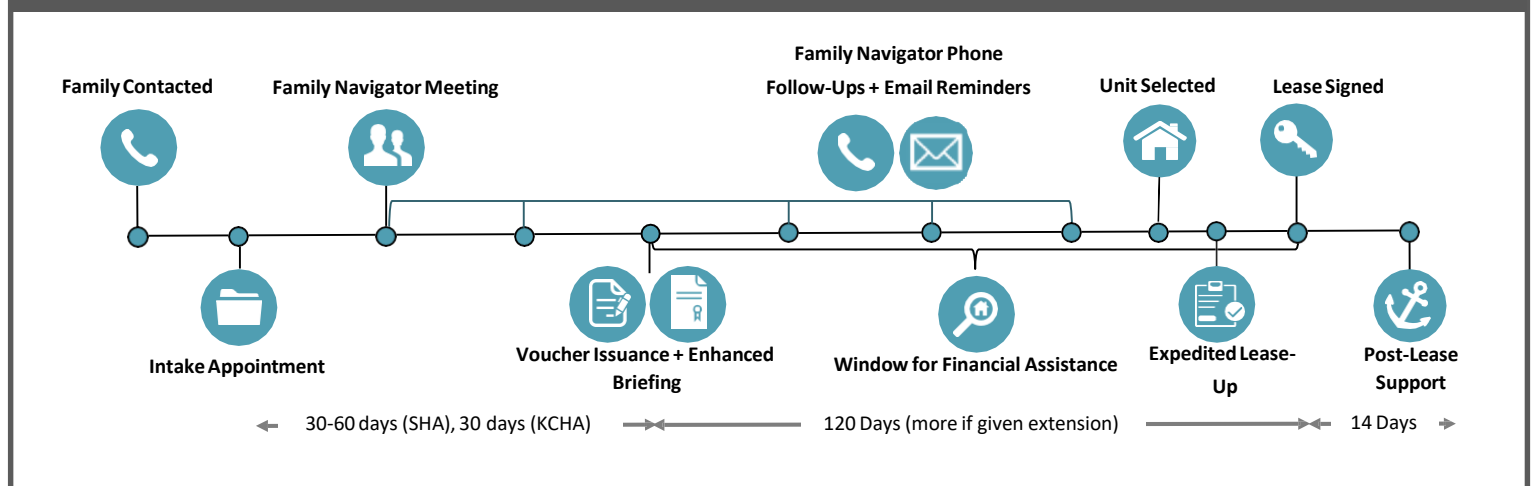 Family Contacted
Family Navigator Meeting
Family Navigator Phone
Follow-Ups + Email Reminders
Unit Selected
Lease Signed
Intake Appointment
Voucher Issuance + Enhanced
Briefing
Window for Financial Assistance
Expedited Lease-
Up
Post-Lease
Support
30-60 days (SHA), 30 days (KCHA)
120 Days (more if given extension)
14 Days